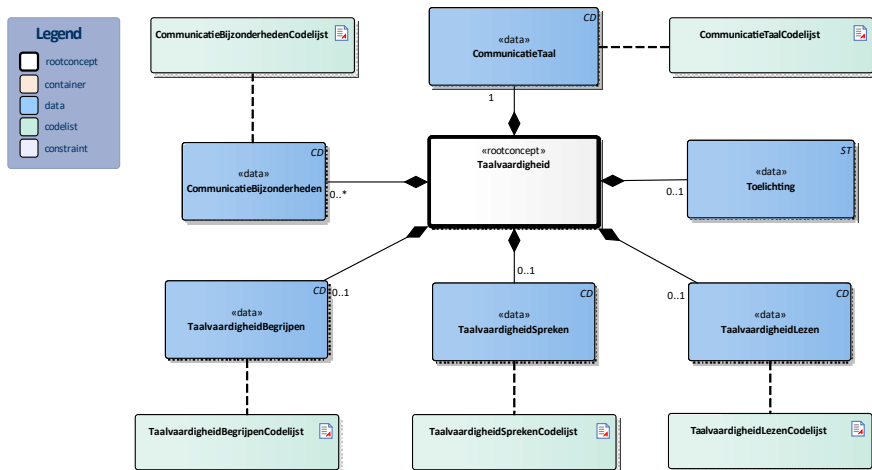 Legend
rootconcept
container
data
codelist
constraint
CommunicatieBijzonderhedenCodelijst
CD
«data»
CommunicatieTaal
CommunicatieTaalCodelijst
1
«rootconcept»
Taalvaardigheid
CD
«data»
CommunicatieBijzonderheden
0..*
ST
«data»
Toelichting
0..1
CD
«data»
TaalvaardigheidBegrijpen
0..1
CD
«data»
TaalvaardigheidSpreken
0..1
CD
«data»
TaalvaardigheidLezen
0..1
TaalvaardigheidBegrijpenCodelijst
TaalvaardigheidSprekenCodelijst
TaalvaardigheidLezenCodelijst